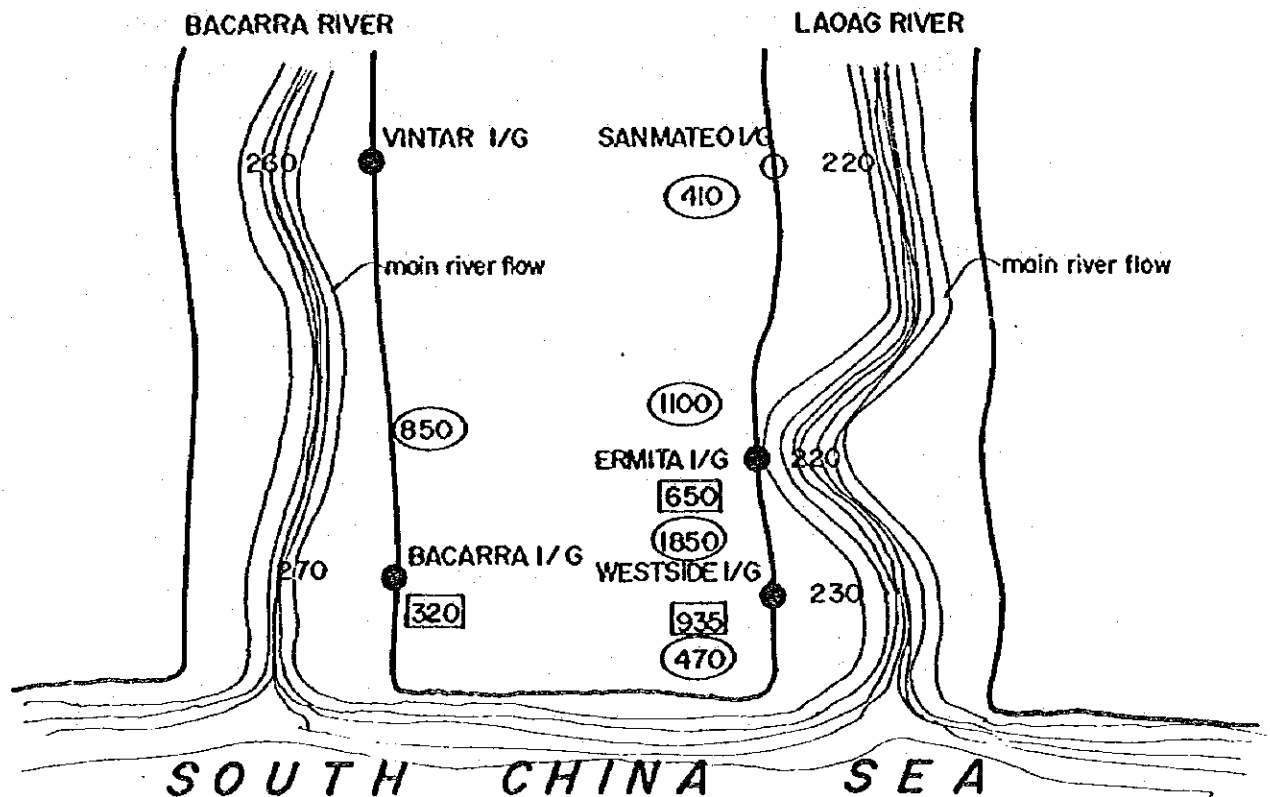 BACARRA RIVER
LAOAG RIVER
VINTAR I/G
SANMATEO I/G
260
220
410
main river flow
main river flow
1100
850
ERMITA I/G
220
650
1850
BACARRA I/G
WESTSIDE I/G
270
230
320
935
470
SOUTH CHINA SEA